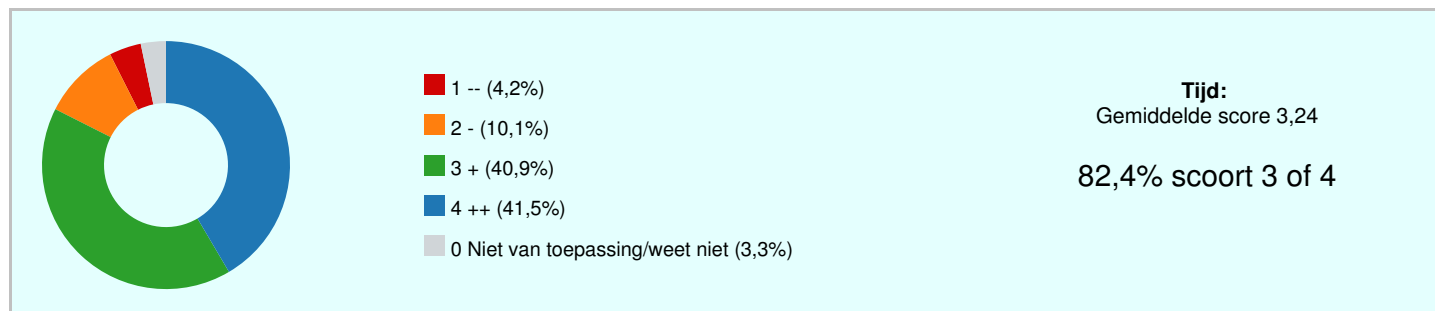 1 -- (4,2%)
2 - (10,1%)
3 + (40,9%)
4 ++ (41,5%)
0 Niet van toepassing/weet niet (3,3%)
Tijd:
Gemiddelde score 3,24
82,4% scoort 3 of 4